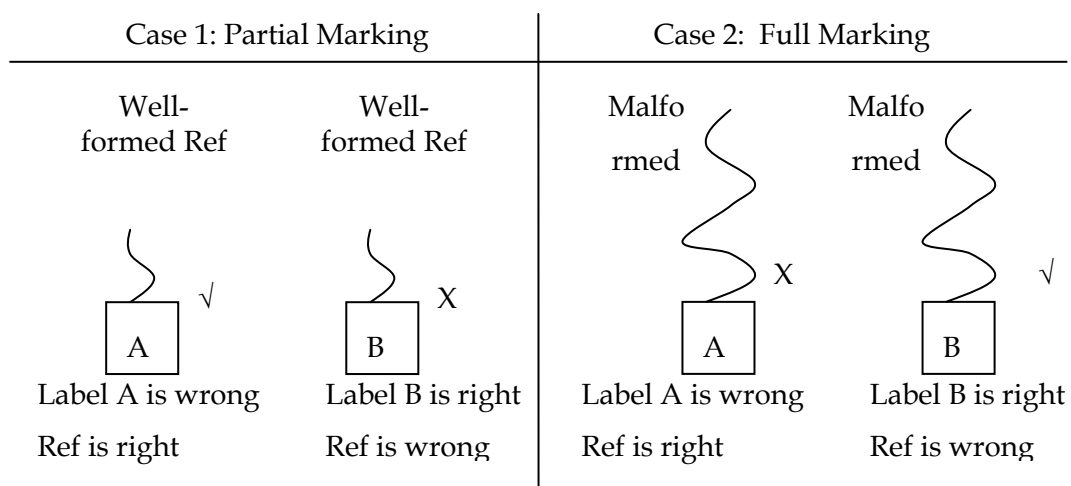 Case 1: Partial Marking
Case 2: Full Marking
Well-
formed Ref
Well-
formed Ref
Malfo
rmed
Malfo
rmed
√
X
X
√
A
B
A
B
Label A is wrong
Ref is right
Label B is right
Ref is wrong
Label A is wrong
Ref is right
Label B is right
Ref is wrong